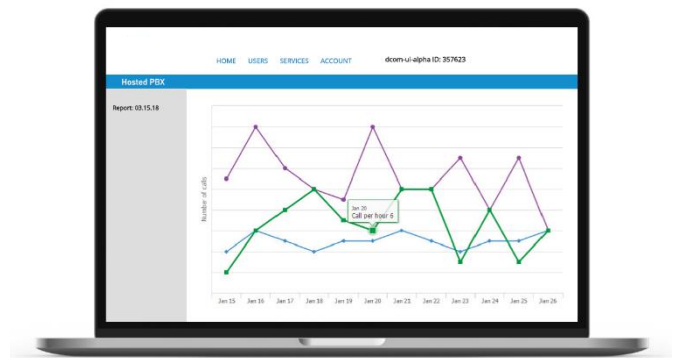 HOME USERS SERVICES ACCOUNT dcom-ui-alpha ID: 357623
Hosted PBX
Report: 03.15.18
Number of calls
Jan 20
Call per hour 6
Jan 15 Jan 16 Jan 17 Jan 18 Jan 19 Jan 20 Jan 21 Jan 22 Jan 23 Jan 24 Jan 25 Jan 26